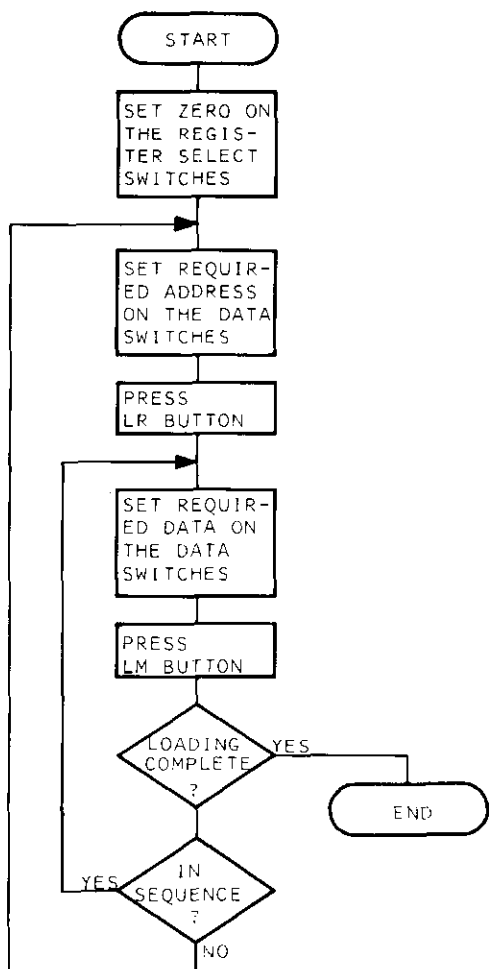 START
SET ZERO ON
THE REGIS-
TER SELECT
SWITCHES
SET REQUIR-
ED ADDRESS
ON THE DATA
SWITCHES
PRESS
LR BUTTON
SET REQUIR-
ED DATA ON
THE DATA
SWITCHES
PRESS
LM BUTTON
LOADING
COMPLETE
?
YES
END
IN
SEQUENCE
?
YES
NO